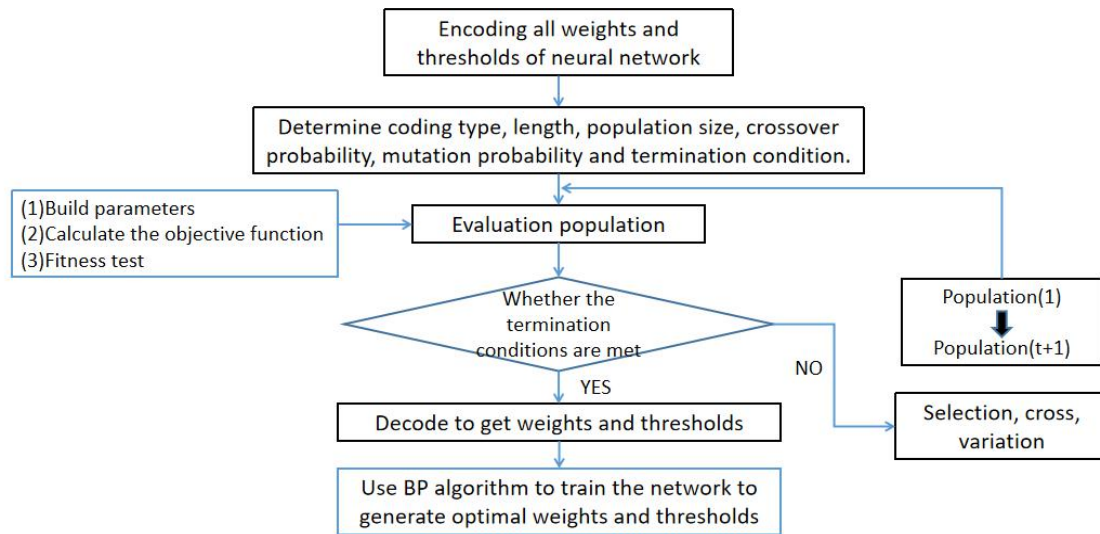 Encoding all weights and
thresholds of neural network
Determine coding type, length, population size, crossover
probability, mutation probability and termination condition.
(1)Build parameters
(2)Calculate the objective function
(3)Fitness test
Evaluation population
Whether the
termination
conditions are met
Population(1)
Population(t+1)
NO
YES
Selection, cross,
variation
Decode to get weights and thresholds
Use BP algorithm to train the network to
generate optimal weights and thresholds